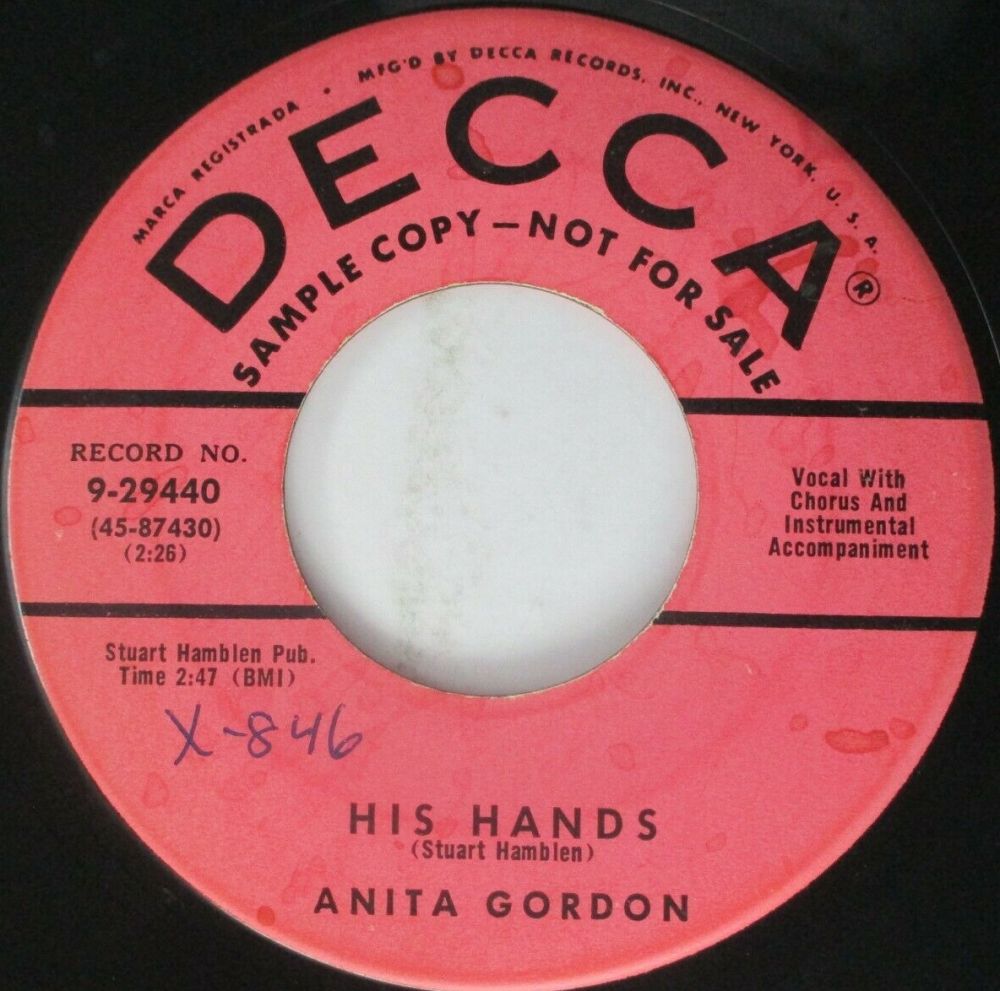 MARCA REGISTRADA • MFG'D BY DECCA RECORDS, INC., NEW YORK, U. S. A.
DECCA®
SAMPLE COPY — NOT FOR SALE
RECORD NO.
9-29440
(45-87430)
(2:26)
Vocal With
Chorus And
Instrumental
Accompaniment
Stuart Hamblen Pub.
Time 2:47 (BMI)
X-846
HIS HANDS
(Stuart Hamblen)
ANITA GORDON